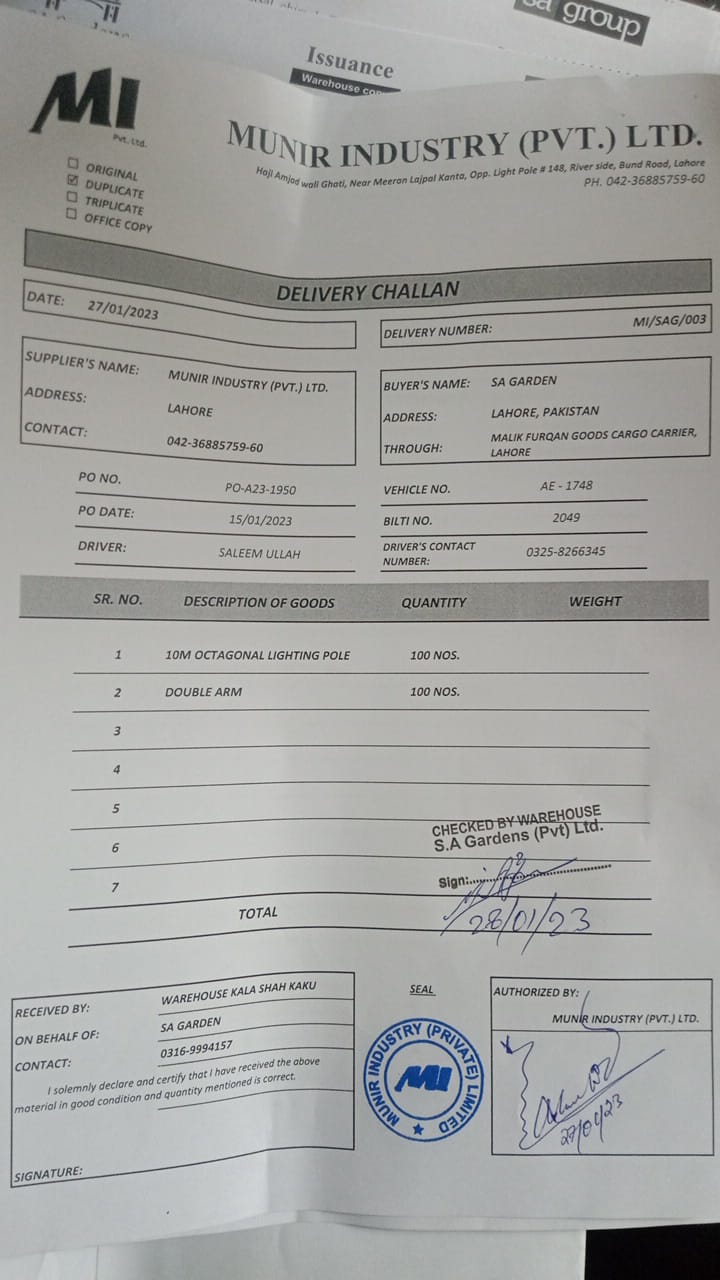 sa group
Issuance
Warehouse
MI
Pvt. Ltd.
MUNIR INDUSTRY (PVT.) LTD.
Haji Amjad wali Ghati, Near Meeran Lajpal Kanta, Opp. Light Pole # 148, River side, Bund Road, Lahore
PH. 042-36885759-60
☐ ORIGINAL
☑ DUPLICATE
☐ TRIPLICATE
☐ OFFICE COPY
DELIVERY CHALLAN
DATE: 27/01/2023
DELIVERY NUMBER: MI/SAG/003
SUPPLIER'S NAME: MUNIR INDUSTRY (PVT.) LTD.
ADDRESS: LAHORE
CONTACT: 042-36885759-60
BUYER'S NAME: SA GARDEN
ADDRESS: LAHORE, PAKISTAN
THROUGH: MALIK FURQAN GOODS CARGO CARRIER,
LAHORE
PO NO. PO-A23-1950
VEHICLE NO. AE - 1748
PO DATE: 15/01/2023
BILTI NO. 2049
DRIVER: SALEEM ULLAH
DRIVER'S CONTACT
NUMBER: 0325-8266345
SR. NO. DESCRIPTION OF GOODS QUANTITY WEIGHT
1 10M OCTAGONAL LIGHTING POLE 100 NOS.
2 DOUBLE ARM 100 NOS.
3
4
5
6
7
TOTAL
CHECKED BY WAREHOUSE
S.A Gardens (Pvt) Ltd.
Sign:
28/01/23
RECEIVED BY: WAREHOUSE KALA SHAH KAKU
ON BEHALF OF: SA GARDEN
CONTACT: 0316-9994157
I solemnly declare and certify that I have received the above
material in good condition and quantity mentioned is correct.
SIGNATURE:
SEAL
MUNIR INDUSTRY (PRIVATE) LIMITED
MI
AUTHORIZED BY:
MUNIR INDUSTRY (PVT.) LTD.
27/01/23